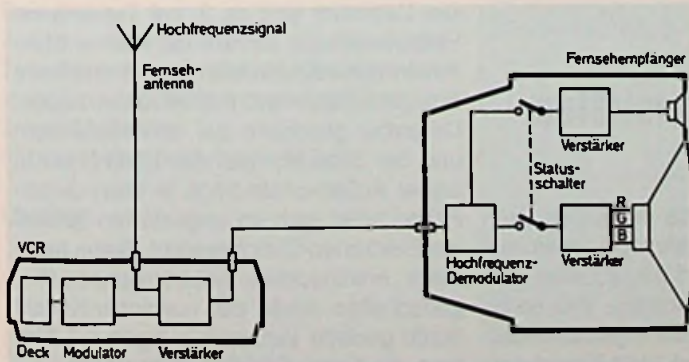 Hochfrequenzsignal
Fernseh-
antenne
Fernsehempfänger
Verstärker
Status-
schalter
VCR
R
G
B
Hochfrequenz-
Demodulator
Verstärker
Deck
Modulator
Verstärker